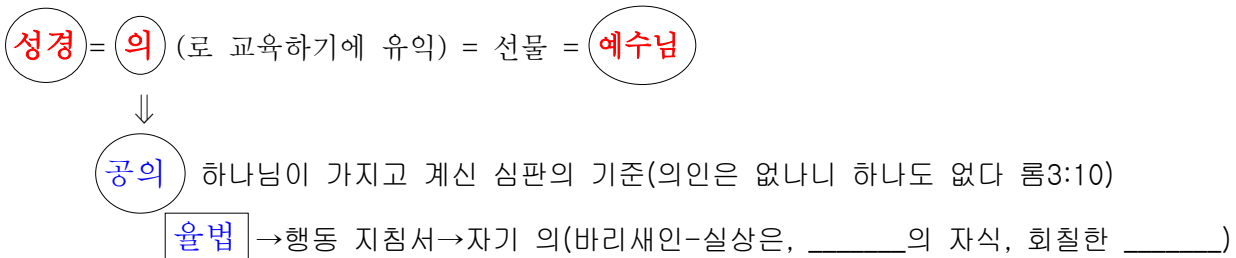 성경= 의 (로 교육하기에 유익) = 선물 = 예수님
⇓
공의 하나님이 가지고 계신 심판의 기준(의인은 없나니 하나도 없다 롬3:10)
율법 →행동 지침서→자기 의(바리새인-실상은, _______의 자식, 회칠한 _______)